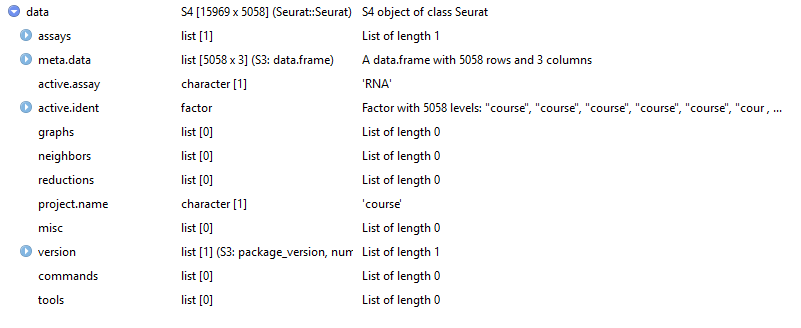 data S4 [15969 x 5058] (Seurat::Seurat) S4 object of class Seurat
assays list [1] List of length 1
meta.data list [5058 x 3] (S3: data.frame) A data.frame with 5058 rows and 3 columns
active.assay character [1] 'RNA'
active.ident factor Factor with 5058 levels: "course", "course", "course", "course", "course", "cour , ...
graphs list [0] List of length 0
neighbors list [0] List of length 0
reductions list [0] List of length 0
project.name character [1] 'course'
misc list [0] List of length 0
version list [1] (S3: package_version, num List of length 1
commands list [0] List of length 0
tools list [0] List of length 0